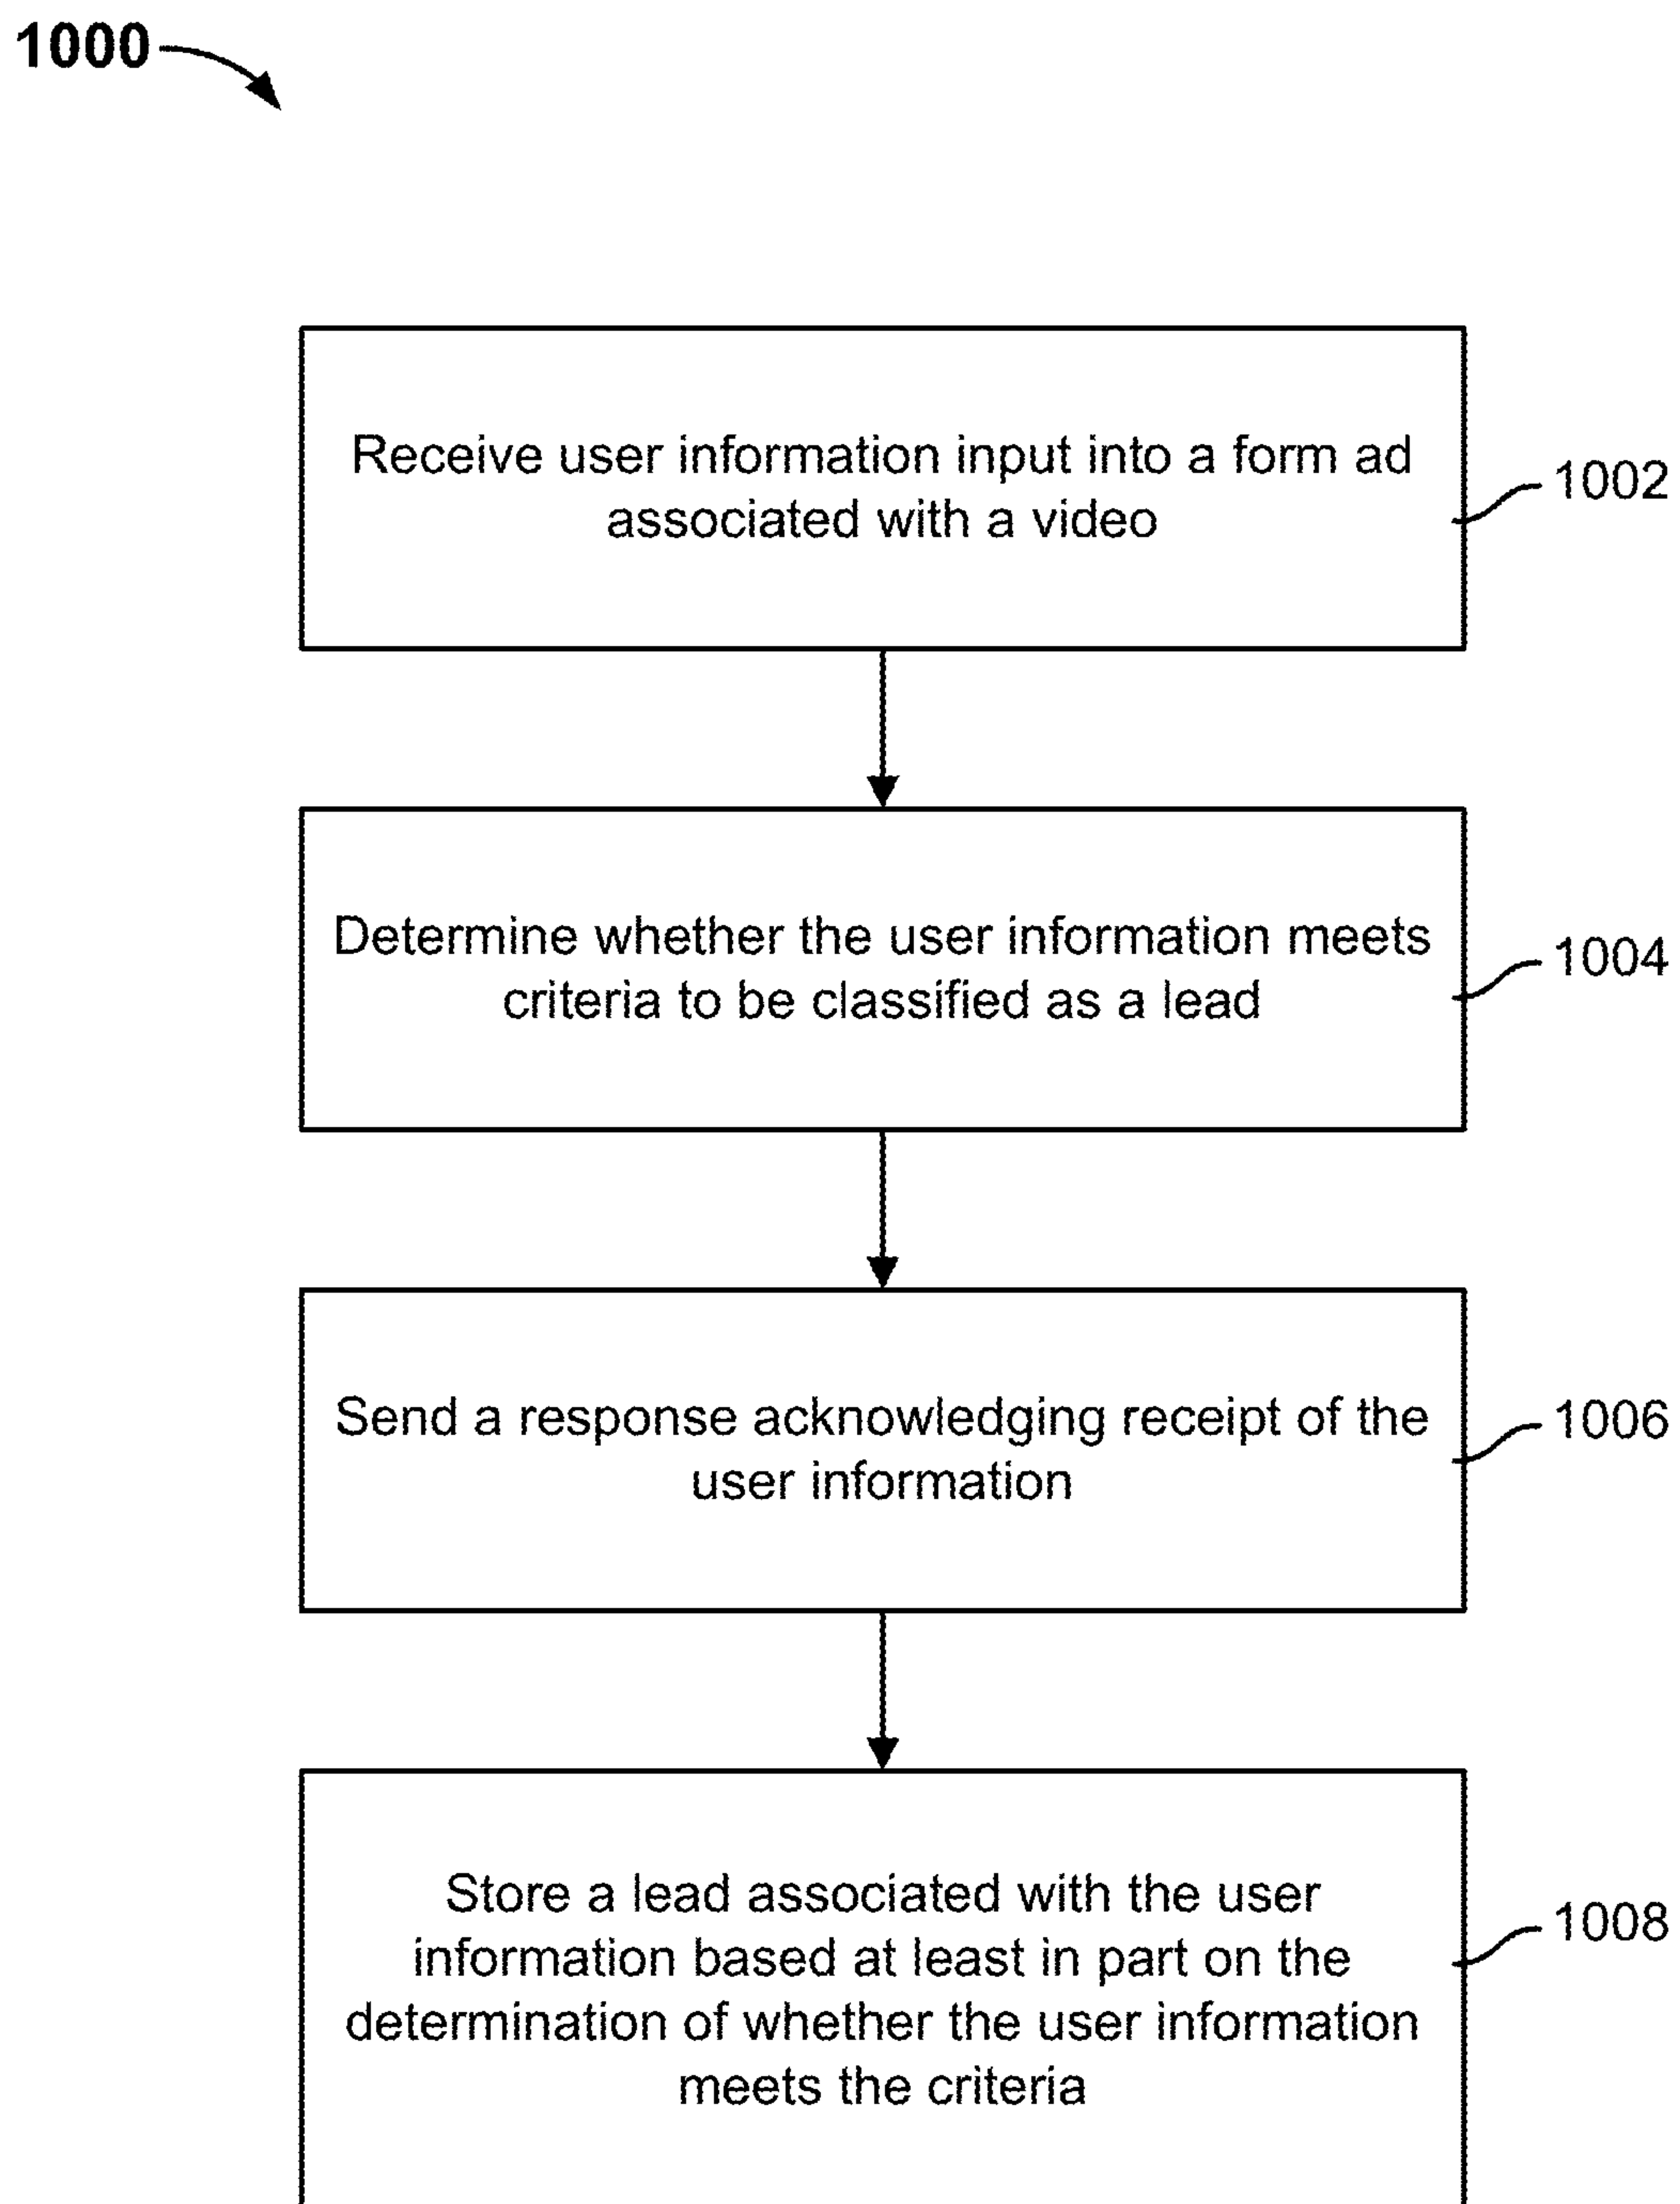 1000
Receive user information input into a form ad
associated with a video
1002
Determine whether the user information meets
criteria to be classified as a lead
1004
Send a response acknowledging receipt of the
user information
1006
Store a lead associated with the user
information based at least in part on the
determination of whether the user information
meets the criteria
1008